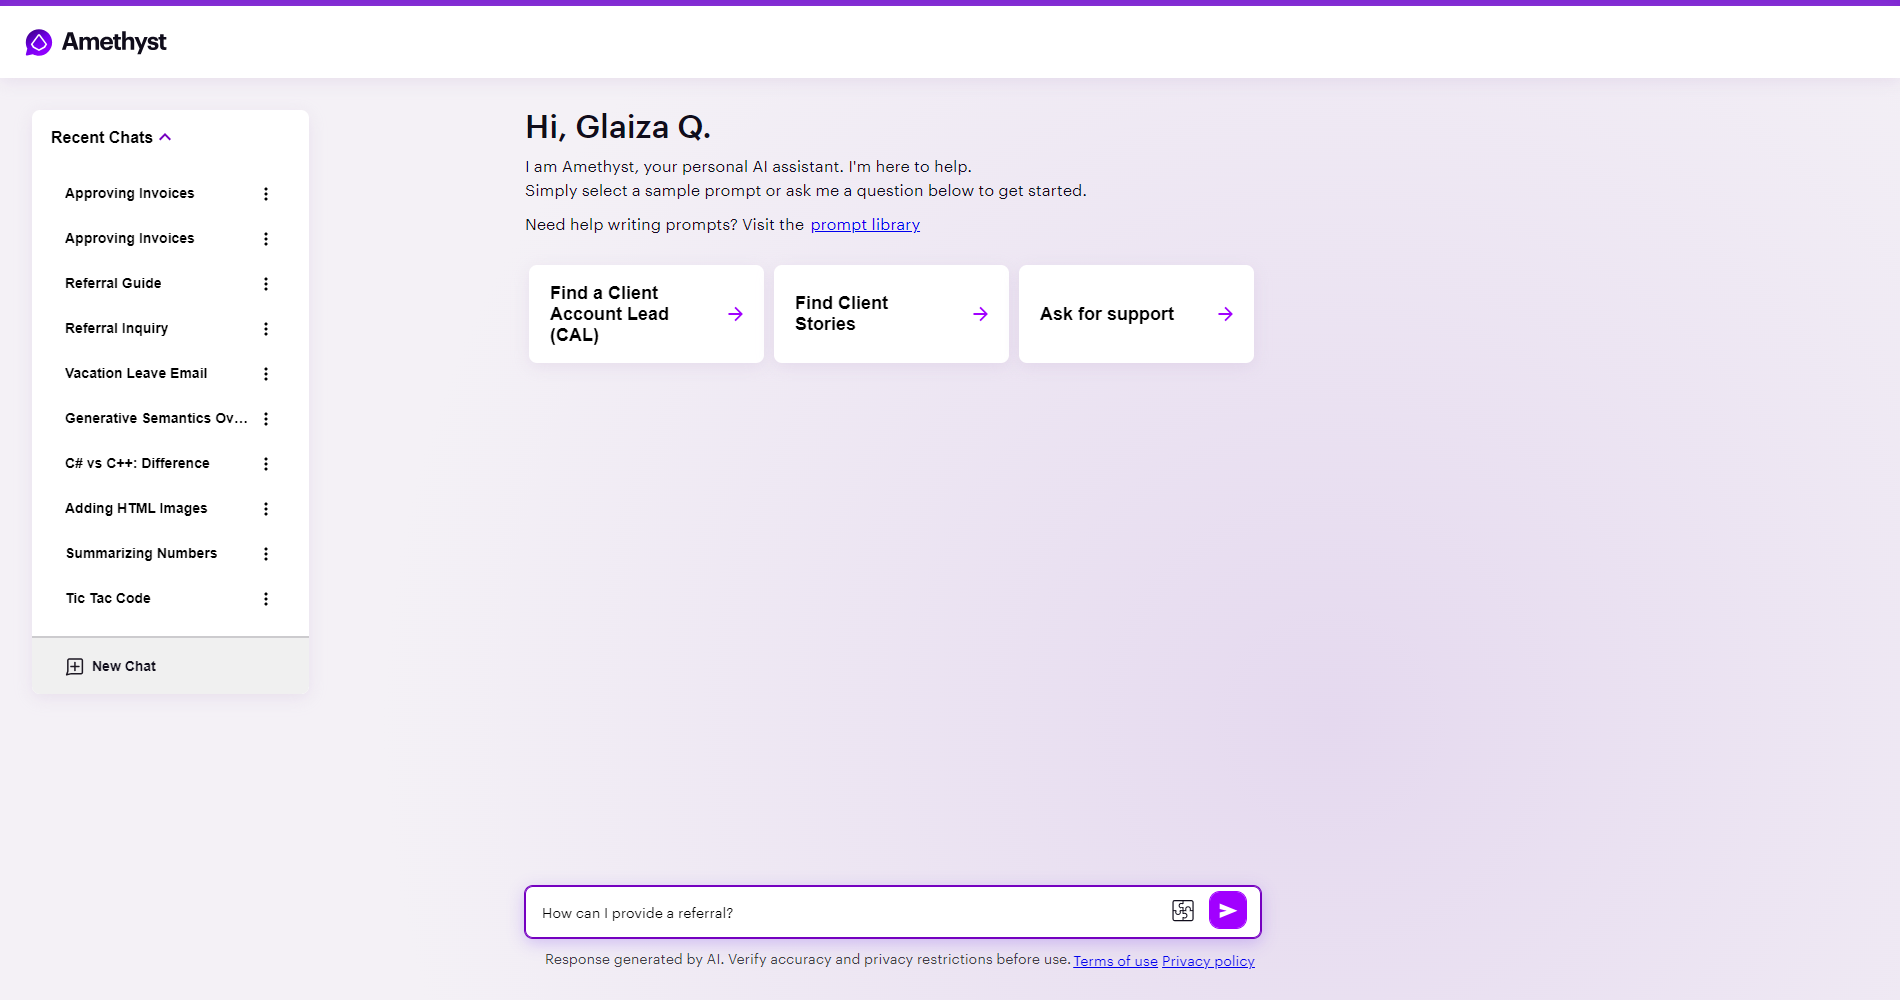 Amethyst
Recent Chats
Approving Invoices
Approving Invoices
Referral Guide
Referral Inquiry
Vacation Leave Email
Generative Semantics Ov...
C# vs C++: Difference
Adding HTML Images
Summarizing Numbers
Tic Tac Code
New Chat
Hi, Glaiza Q.
I am Amethyst, your personal AI assistant. I'm here to help.
Simply select a sample prompt or ask me a question below to get started.
Need help writing prompts? Visit the prompt library
Find a Client
Account Lead
(CAL)
Find Client
Stories
Ask for support
How can I provide a referral?
Response generated by AI. Verify accuracy and privacy restrictions before use. Terms of use Privacy policy